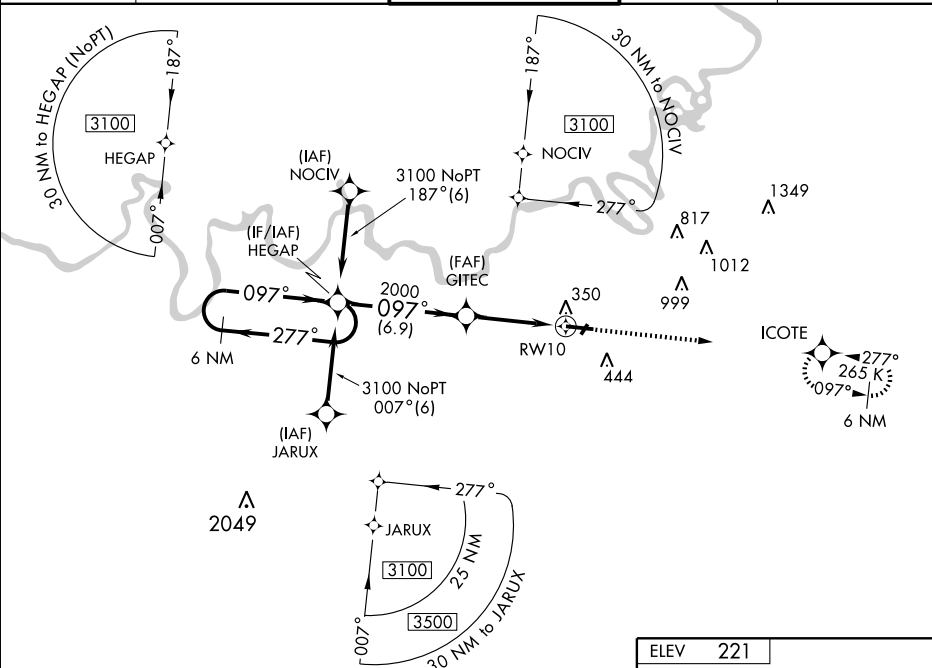 30 NM to HEGAP (NoPT)
187°
3100
HEGAP
007°
30 NM to NOCIV
187°
3100
NOCIV
277°
(IAF)
NOCIV
3100 NoPT
187°(6)
1349
817
1012
999
(IF/IAF)
HEGAP
(FAF)
GITEC
097°
2000
097°
(6.9)
277°
6 NM
350
RW10
444
ICOTE
277°
265 K
097°
6 NM
3100 NoPT
007°(6)
(IAF)
JARUX
2049
277°
JARUX
3100
25 NM
3500
007°
30 NM to JARUX
ELEV 221